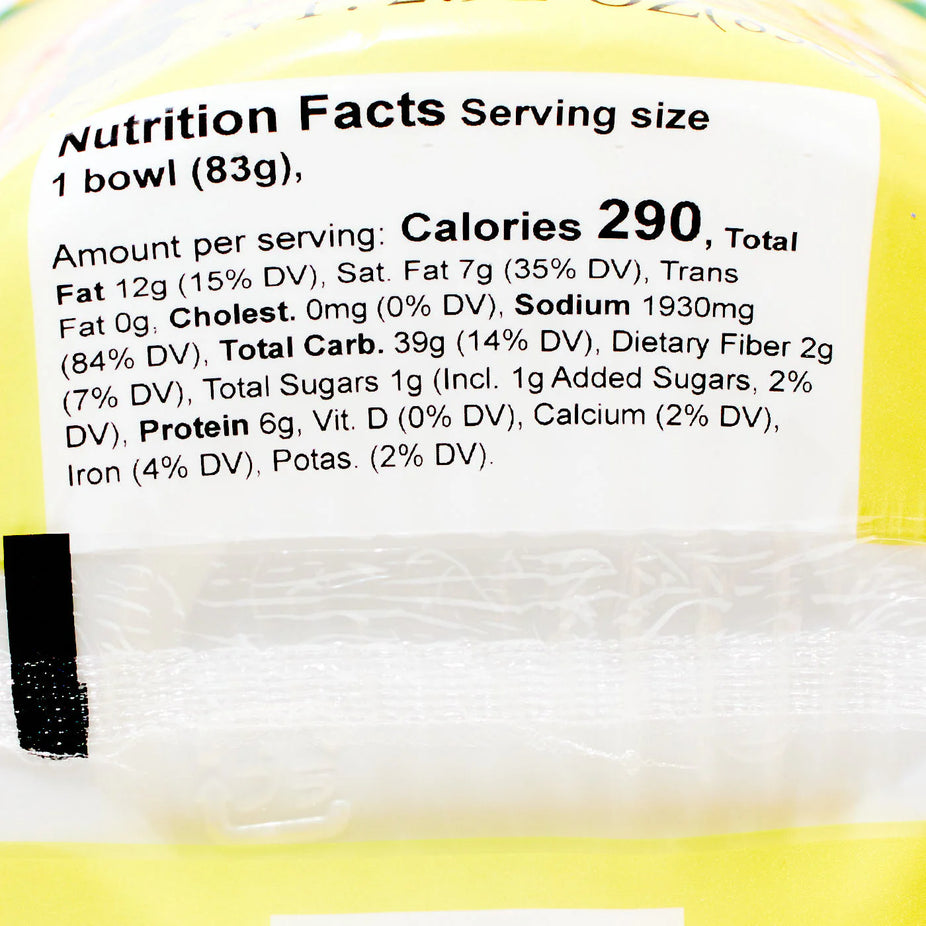 Nutrition Facts Serving size
1 bowl (83g),
Amount per serving: Calories 290, Total
Fat 12g (15% DV), Sat. Fat 7g (35% DV), Trans
Fat 0g, Cholest. 0mg (0% DV), Sodium 1930mg
(84% DV), Total Carb. 39g (14% DV), Dietary Fiber 2g
(7% DV), Total Sugars 1g (Incl. 1g Added Sugars, 2%
DV), Protein 6g, Vit. D (0% DV), Calcium (2% DV),
Iron (4% DV), Potas. (2% DV).